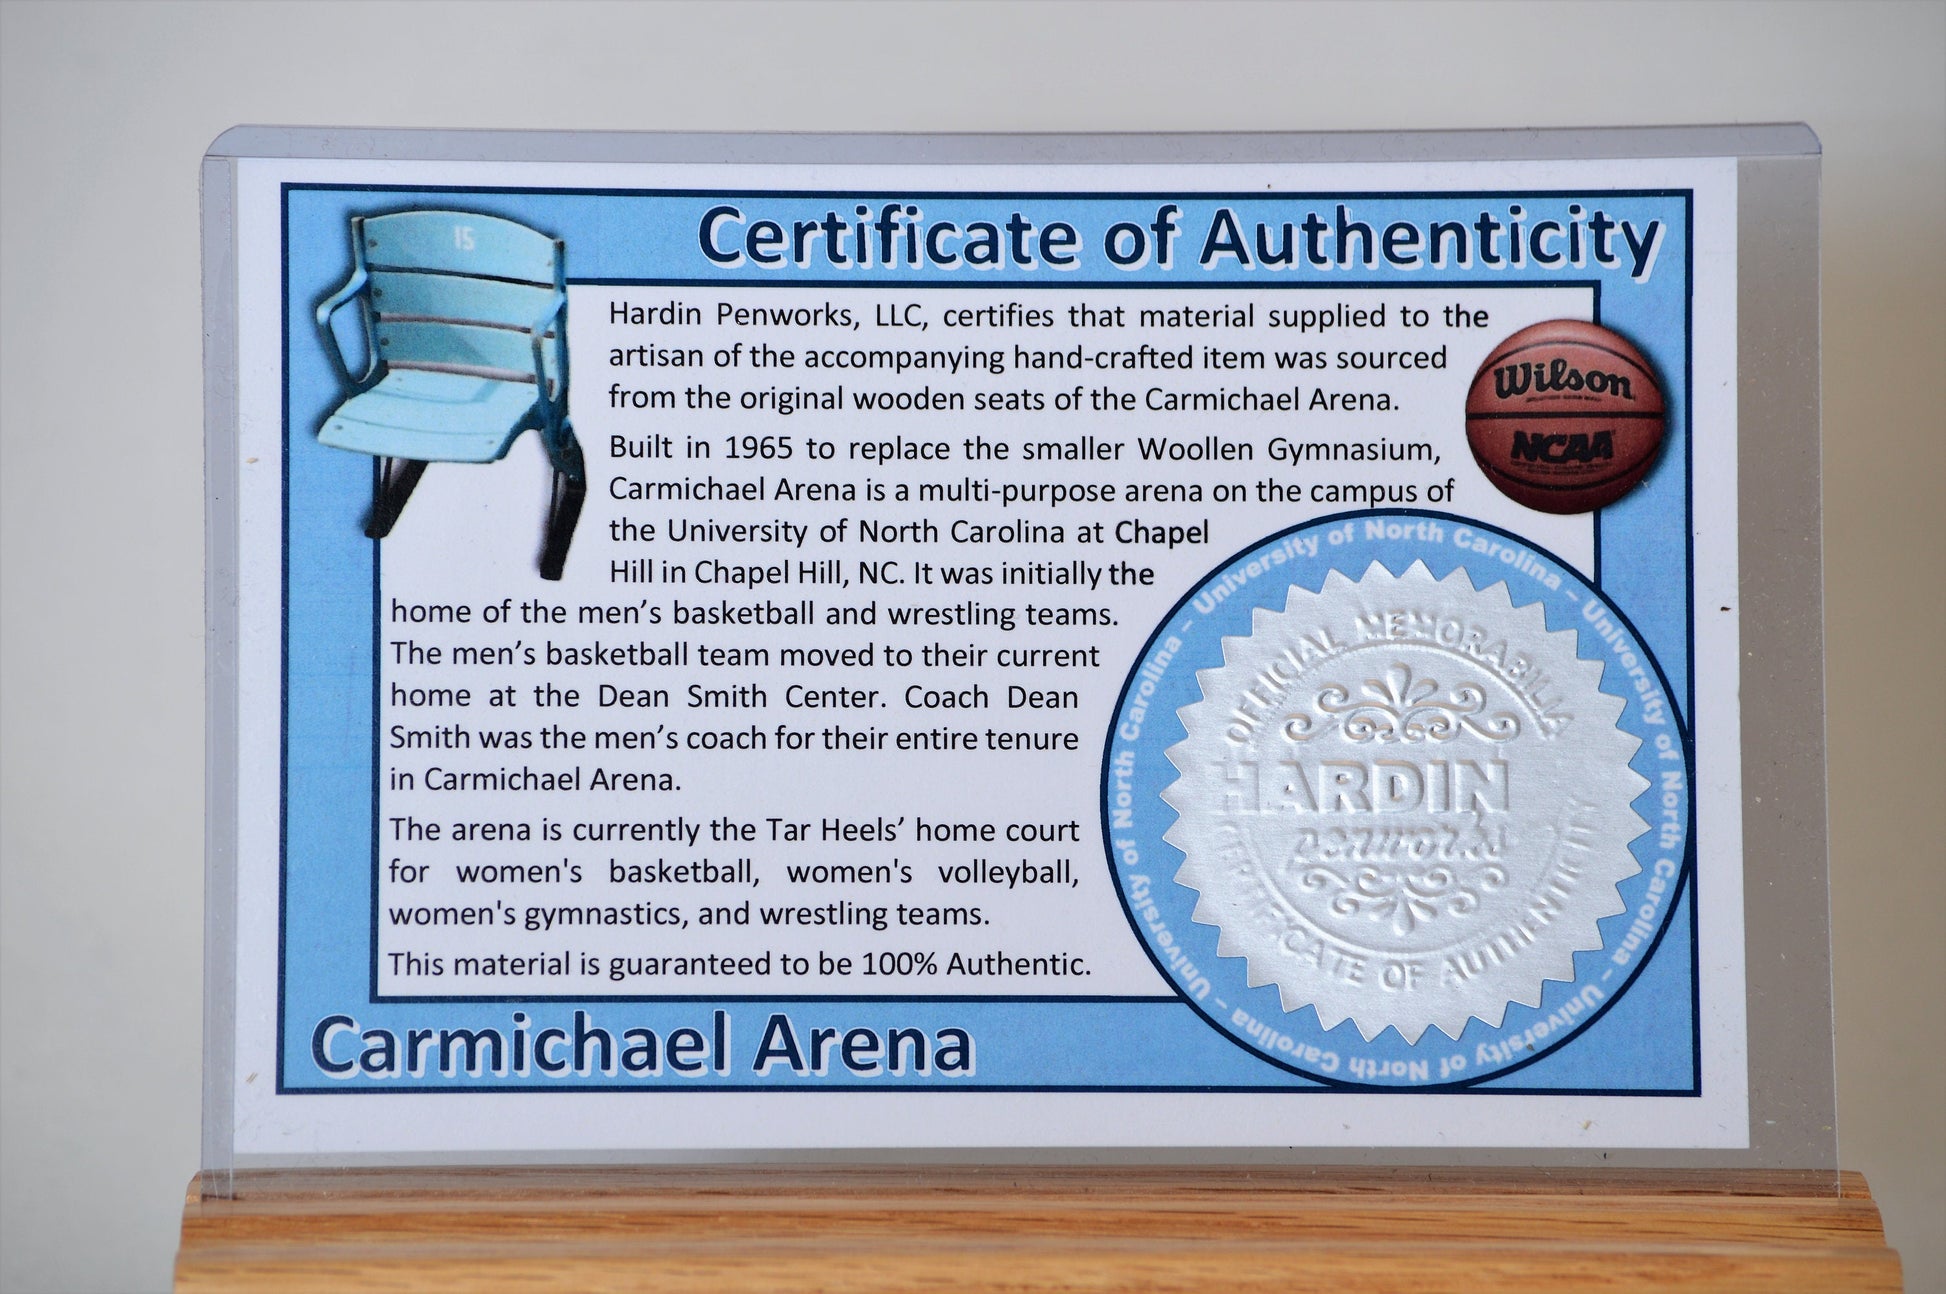 Certificate of Authenticity
15
Hardin Penworks, LLC, certifies that material supplied to the
artisan of the accompanying hand-crafted item was sourced
from the original wooden seats of the Carmichael Arena.
Wilson
NCAA
Built in 1965 to replace the smaller Woollen Gymnasium,
Carmichael Arena is a multi-purpose arena on the campus of
the University of North Carolina at Chapel
Hill in Chapel Hill, NC. It was initially the
home of the men's basketball and wrestling teams.
The men's basketball team moved to their current
home at the Dean Smith Center. Coach Dean
Smith was the men's coach for their entire tenure
in Carmichael Arena.
The arena is currently the Tar Heels' home court
for women's basketball, women's volleyball,
women's gymnastics, and wrestling teams.
This material is guaranteed to be 100% Authentic.
University of North Carolina – University of North Carolina – University of North Carolina – University of North Carolina –
OFFICIAL MEMORABILIA
HARDIN
penworks
CERTIFICATE OF AUTHENTICITY
Carmichael Arena